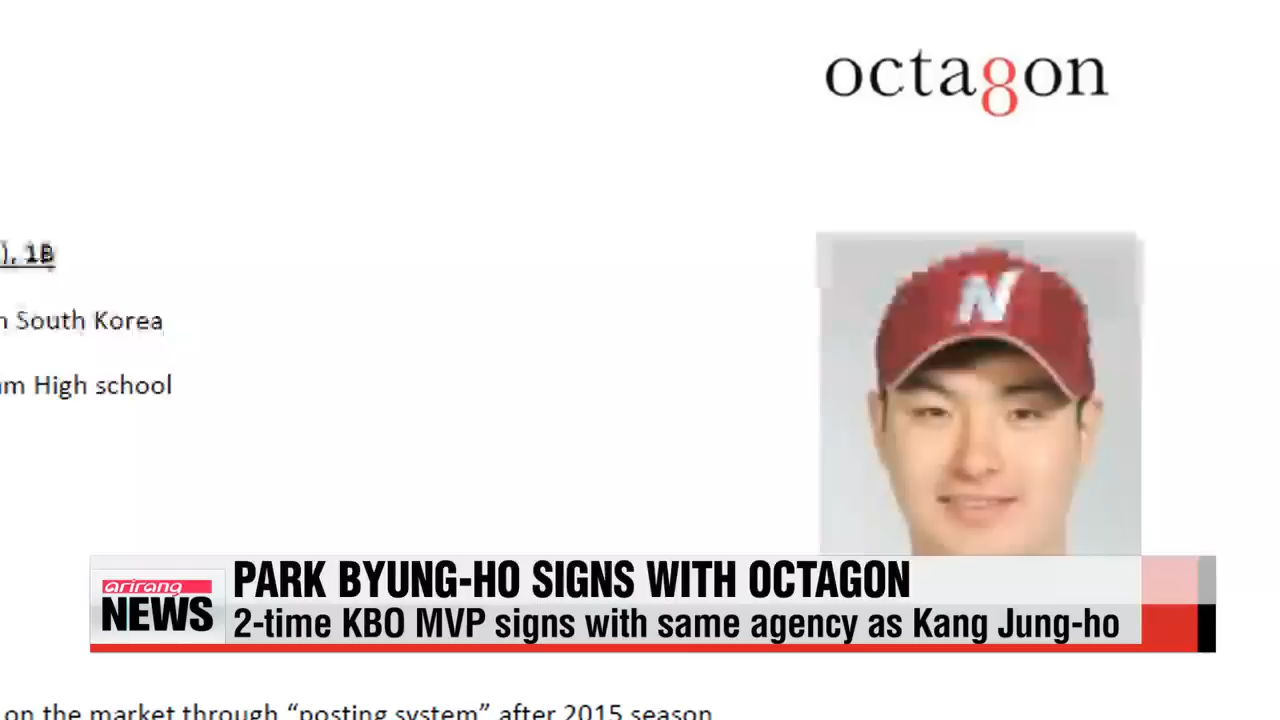 octagon
), 1B
South Korea
High school
N
PARK BYUNG-HO SIGNS WITH OCTAGON
arirang
NEWS
2-time KBO MVP signs with same agency as Kang Jung-ho
on the market through “posting system” after 2015 season